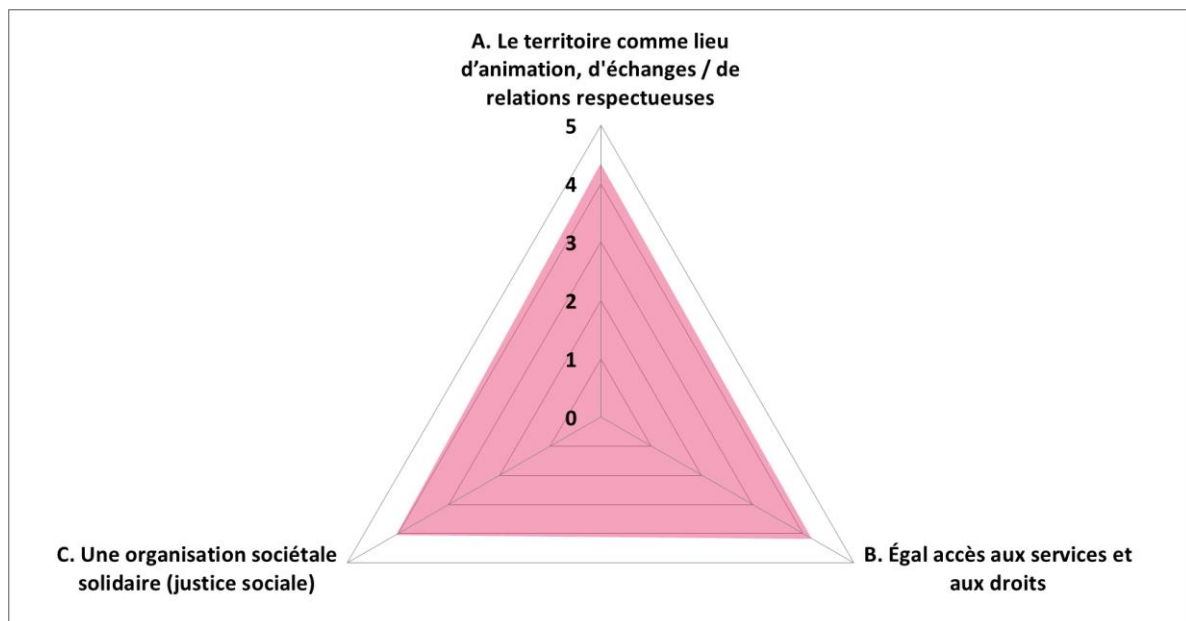 A. Le territoire comme lieu
d’animation, d'échanges / de
relations respectueuses
5
4
3
2
1
0
C. Une organisation sociétale
solidaire (justice sociale)
B. Égal accès aux services et
aux droits